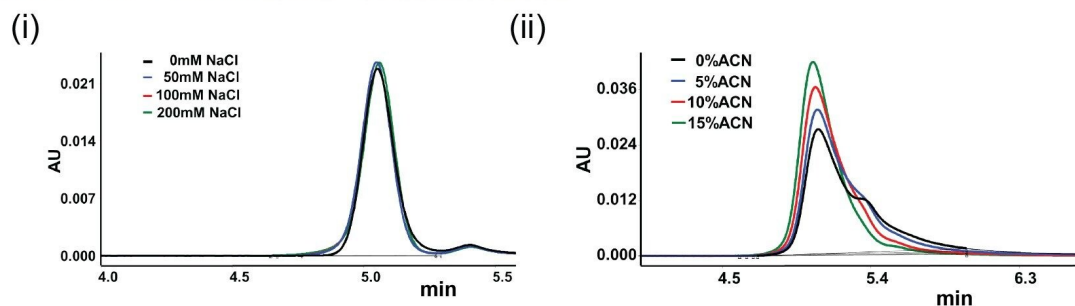 (i)
0mM NaCl
50mM NaCl
100mM NaCl
200mM NaCl
0.021
0.014
0.007
0.000
AU
4.0 4.5 5.0 5.5
min
(ii)
0%ACN
5%ACN
10%ACN
15%ACN
0.036
0.024
0.012
0.000
AU
4.5 5.4 6.3
min